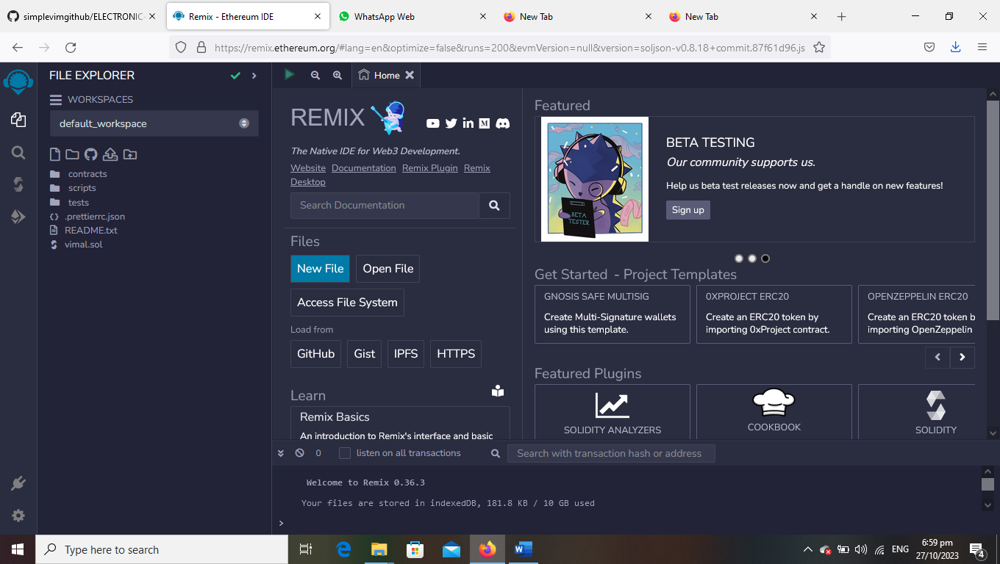 simplevimgithub/ELECTRONIC-
Remix - Ethereum IDE
WhatsApp Web
New Tab
New Tab
https://remix.ethereum.org/#lang=en&optimize=false&runs=200&evmVersion=null&version=soljson-v0.8.18+commit.87f61d96.js
FILE EXPLORER
WORKSPACES
default_workspace
contracts
scripts
tests
.prettierrc.json
README.txt
vimal.sol
Home
REMIX
The Native IDE for Web3 Development.
Website Documentation Remix Plugin Remix
Desktop
Search Documentation
Files
New File Open File
Access File System
Load from
GitHub Gist IPFS HTTPS
Learn
Remix Basics
An introduction to Remix's interface and basic
Featured
BETA TESTER
BETA TESTING
Our community supports us.
Help us beta test releases now and get a handle on new features!
Sign up
Get Started - Project Templates
GNOSIS SAFE MULTISIG
Create Multi-Signature wallets
using this template.
0XPROJECT ERC20
Create an ERC20 token by
importing 0xProject contract.
OPENZEPPELIN ERC20
Create an ERC20 token b
importing OpenZeppelin
Featured Plugins
SOLIDITY ANALYZERS
COOKBOOK
SOLIDITY
0 listen on all transactions Search with transaction hash or address
Welcome to Remix 0.36.3
Your files are stored in indexedDB, 181.8 KB / 10 GB used
>
Type here to search
ENG
6:59 pm
27/10/2023
4